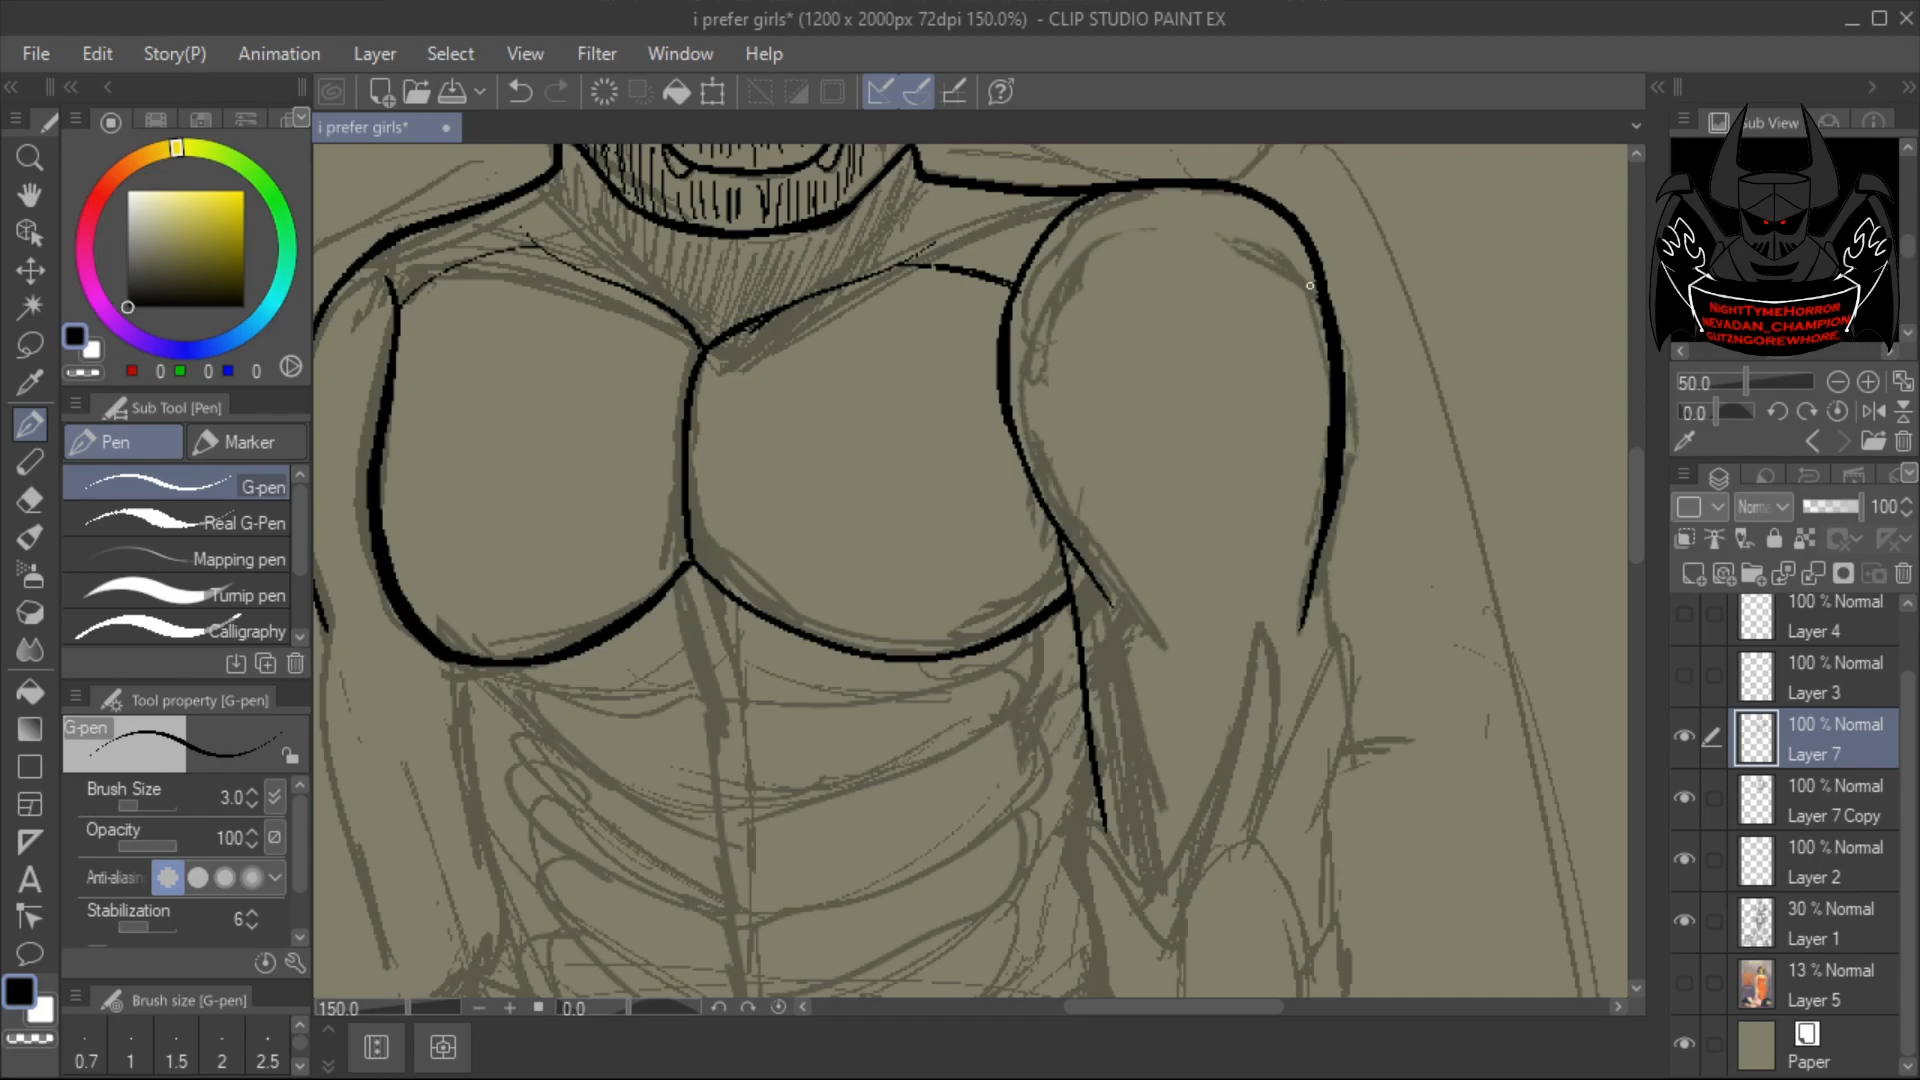 i prefer girls* (1200 x 2000px 72dpi 150.0%) - CLIP STUDIO PAINT EX
File Edit Story(P) Animation Layer Select View Filter Window Help
i prefer girls*
Sub View
NIGHTTYMEHORROR
NEVADAN_CHAMPION
GUTZNGOREWHORE
0 0 0
50.0
0.0
Sub Tool [Pen]
Pen Marker
G-pen
Real G-Pen
Mapping pen
Turnip pen
Calligraphy
Tool property [G-pen]
G-pen
Brush Size 3.0
Opacity 100
Anti-aliasin
Stabilization 6
Brush size [G-pen]
0.7 1 1.5 2 2.5
150.0 0.0
Norm 100
100 % Normal
Layer 4
100 % Normal
Layer 3
100 % Normal
Layer 7
100 % Normal
Layer 7 Copy
100 % Normal
Layer 2
30 % Normal
Layer 1
13 % Normal
Layer 5
Paper